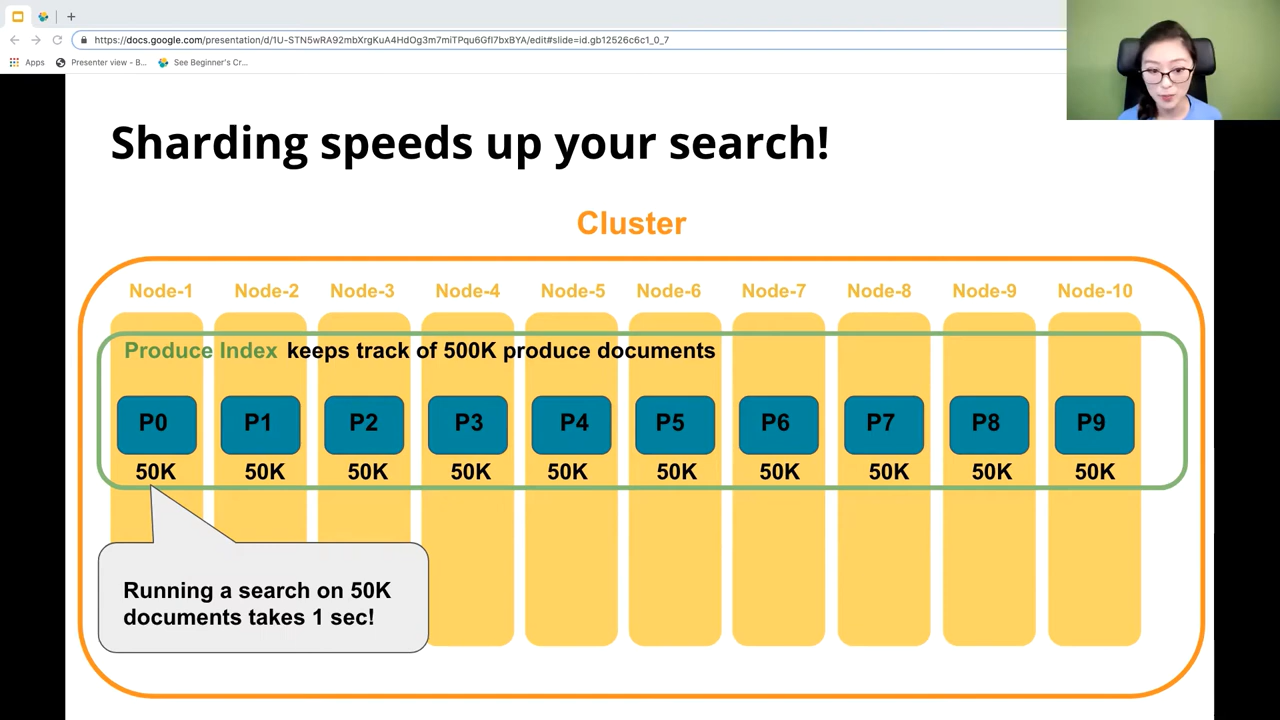 https://docs.google.com/presentation/d/1U-STN5wRA92mbXrgKuA4HdOg3m7miTPqu6GfI7bxBYA/edit#slide=id.gb12526c6c1_0_7
Apps Presenter view - B... See Beginner's Cr...
Sharding speeds up your search!
Cluster
Node-1 Node-2 Node-3 Node-4 Node-5 Node-6 Node-7 Node-8 Node-9 Node-10
Produce Index keeps track of 500K produce documents
P0 P1 P2 P3 P4 P5 P6 P7 P8 P9
50K 50K 50K 50K 50K 50K 50K 50K 50K 50K
Running a search on 50K
documents takes 1 sec!